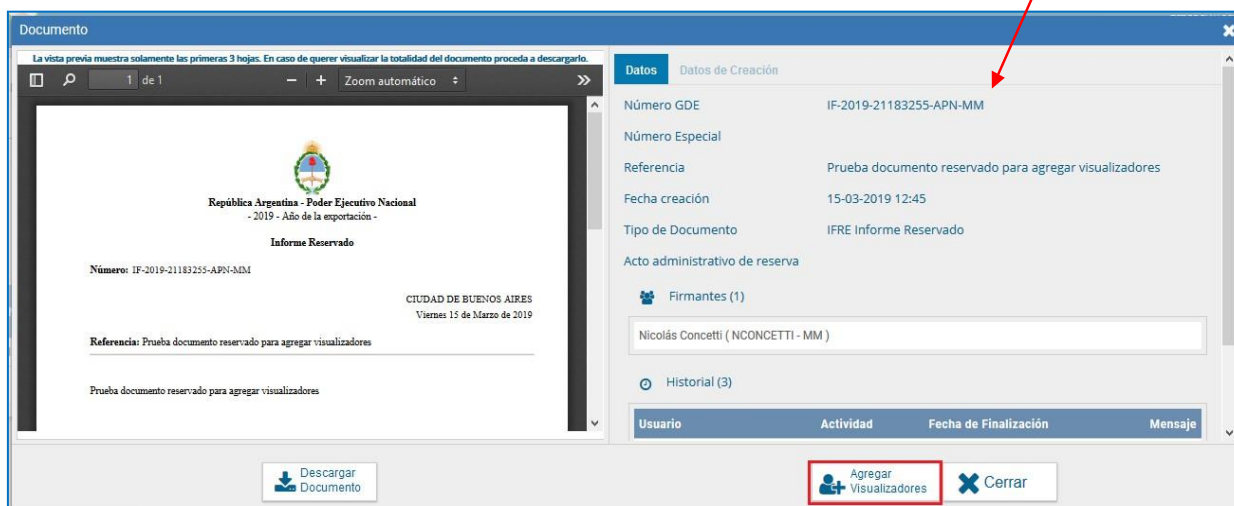 Documento
La vista previa muestra solamente las primeras 3 hojas. En caso de querer visualizar la totalidad del documento proceda a descargarlo.
1 de 1
Zoom automático
República Argentina - Poder Ejecutivo Nacional
- 2019 - Año de la exportación -
Informe Reservado
Número: IF-2019-21183255-APN-MM
CIUDAD DE BUENOS AIRES
Viernes 15 de Marzo de 2019
Referencia: Prueba documento reservado para agregar visualizadores
Prueba documento reservado para agregar visualizadores
Descargar
Documento
Datos Datos de Creación
Número GDE IF-2019-21183255-APN-MM
Número Especial
Referencia Prueba documento reservado para agregar visualizadores
Fecha creación 15-03-2019 12:45
Tipo de Documento IFRE Informe Reservado
Acto administrativo de reserva
Firmantes (1)
Nicolás Concetti ( NCONCETTI - MM )
Historial (3)
Usuario Actividad Fecha de Finalización Mensaje
Agregar
Visualizadores
Cerrar